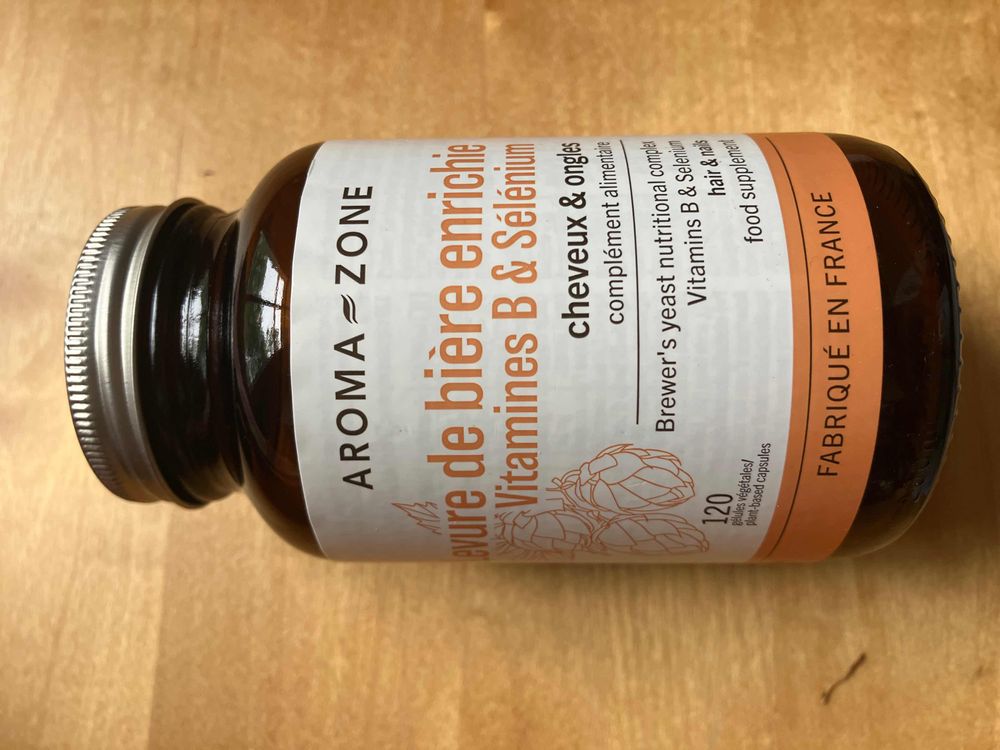 AROMA ZONE
Levure de bière enrichie
Vitamines B & Sélénium
cheveux & ongles
complément alimentaire
Brewer's yeast nutritional complex
Vitamins B & Selenium
hair & nails
food supplement
120
gélules végétales/
plant-based capsules
FABRIQUÉ EN FRANCE